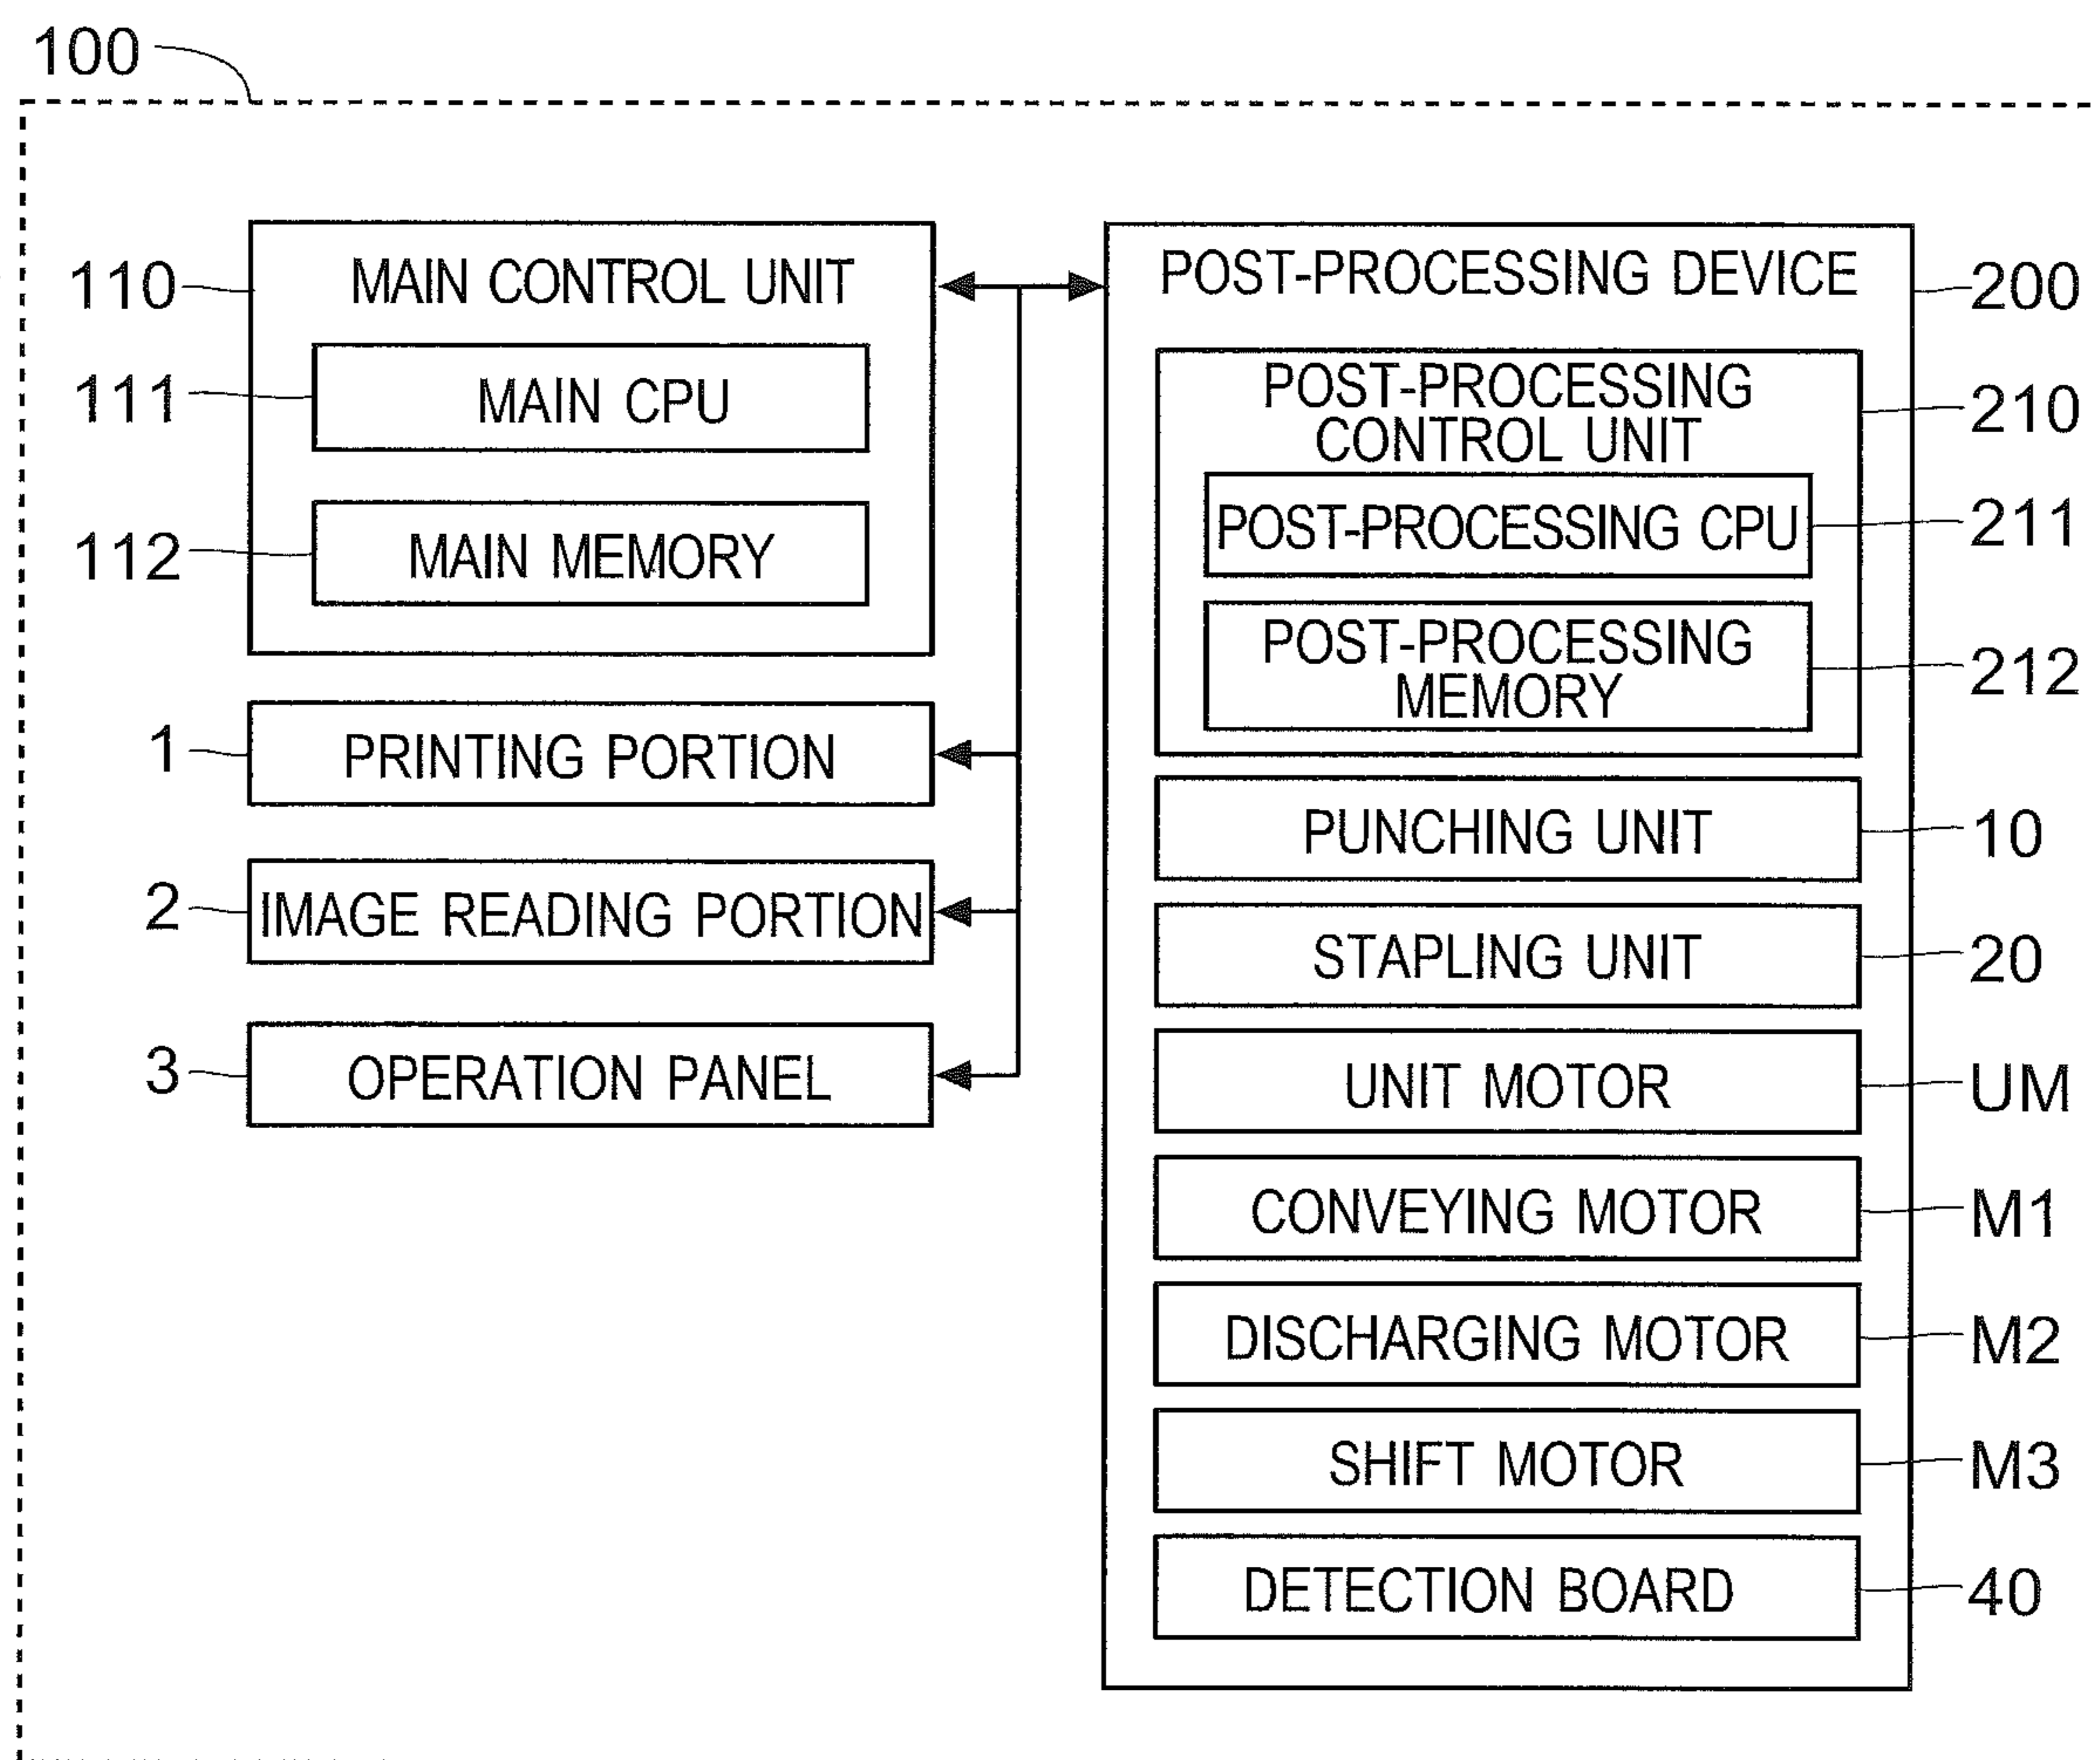 100
110
MAIN CONTROL UNIT
111
MAIN CPU
112
MAIN MEMORY
1
PRINTING PORTION
2
IMAGE READING PORTION
3
OPERATION PANEL
POST-PROCESSING DEVICE
200
POST-PROCESSING
CONTROL UNIT
210
POST-PROCESSING CPU
211
POST-PROCESSING
MEMORY
212
PUNCHING UNIT
10
STAPLING UNIT
20
UNIT MOTOR
UM
CONVEYING MOTOR
M1
DISCHARGING MOTOR
M2
SHIFT MOTOR
M3
DETECTION BOARD
40